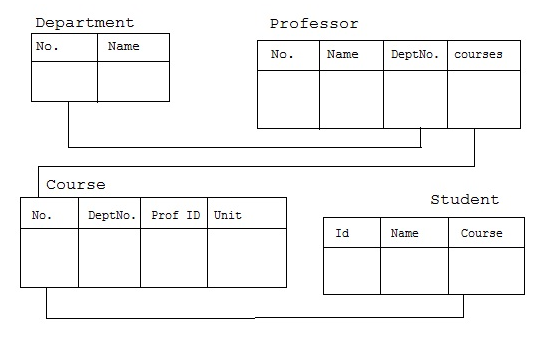 Department
No. Name
Professor
No. Name DeptNo. courses
Course
No. DeptNo. Prof ID Unit
Student
Id Name Course